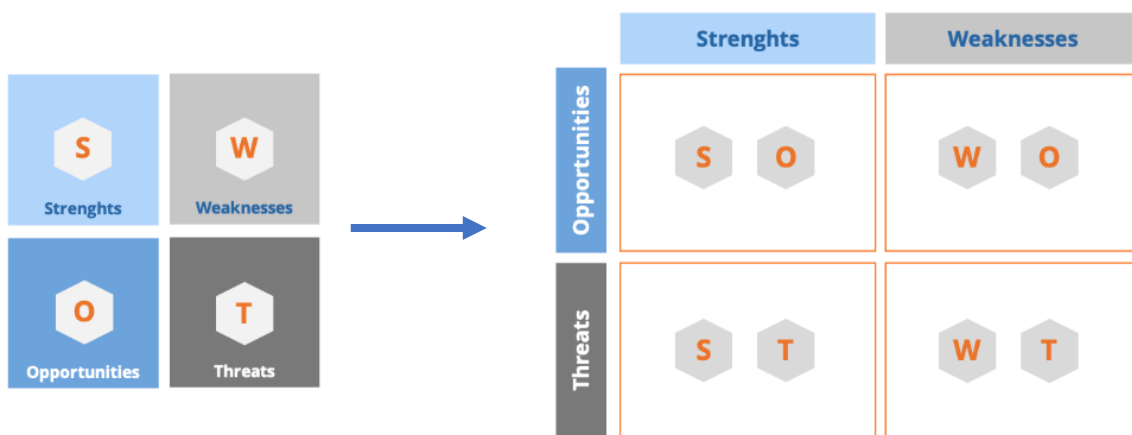 S
Strenghts
W
Weaknesses
O
Opportunities
T
Threats
Strenghts
Weaknesses
Opportunities
S O
W O
Threats
S T
W T